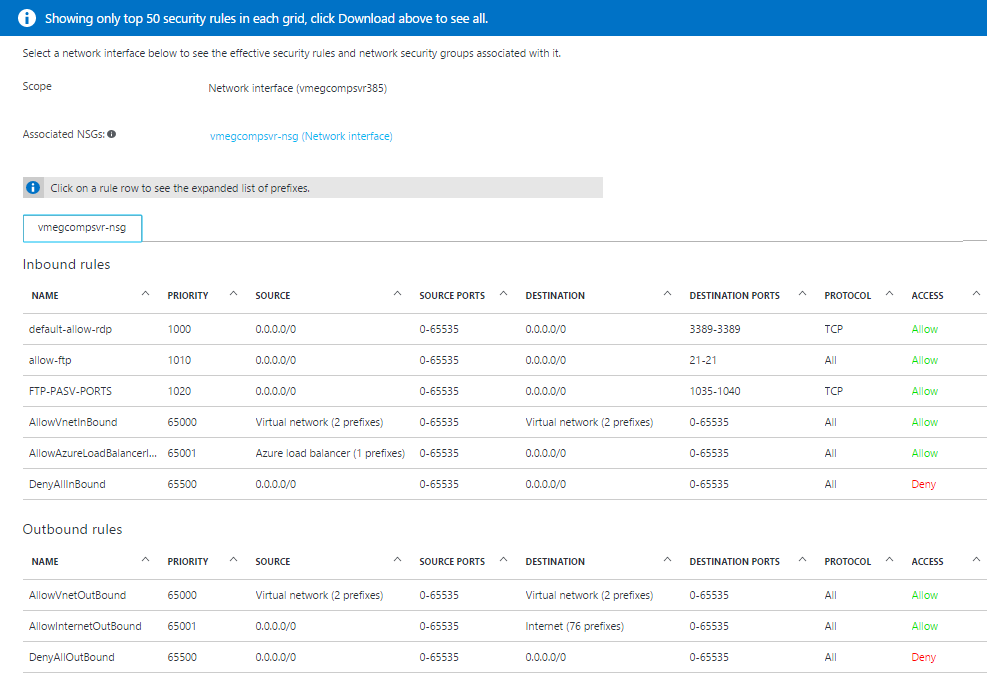 Showing only top 50 security rules in each grid, click Download above to see all.
Select a network interface below to see the effective security rules and network security groups associated with it.
Scope Network interface (vmegcompsvr385)
Associated NSGs: vmegcompsvr-nsg (Network interface)
Click on a rule row to see the expanded list of prefixes.
vmegcompsvr-nsg
Inbound rules
NAME PRIORITY SOURCE SOURCE PORTS DESTINATION DESTINATION PORTS PROTOCOL ACCESS
default-allow-rdp 1000 0.0.0.0/0 0-65535 0.0.0.0/0 3389-3389 TCP Allow
allow-ftp 1010 0.0.0.0/0 0-65535 0.0.0.0/0 21-21 All Allow
FTP-PASV-PORTS 1020 0.0.0.0/0 0-65535 0.0.0.0/0 1035-1040 TCP Allow
AllowVnetInBound 65000 Virtual network (2 prefixes) 0-65535 Virtual network (2 prefixes) 0-65535 All Allow
AllowAzureLoadBalancerI... 65001 Azure load balancer (1 prefixes) 0-65535 0.0.0.0/0 0-65535 All Allow
DenyAllInBound 65500 0.0.0.0/0 0-65535 0.0.0.0/0 0-65535 All Deny
Outbound rules
NAME PRIORITY SOURCE SOURCE PORTS DESTINATION DESTINATION PORTS PROTOCOL ACCESS
AllowVnetOutBound 65000 Virtual network (2 prefixes) 0-65535 Virtual network (2 prefixes) 0-65535 All Allow
AllowInternetOutBound 65001 0.0.0.0/0 0-65535 Internet (76 prefixes) 0-65535 All Allow
DenyAllOutBound 65500 0.0.0.0/0 0-65535 0.0.0.0/0 0-65535 All Deny